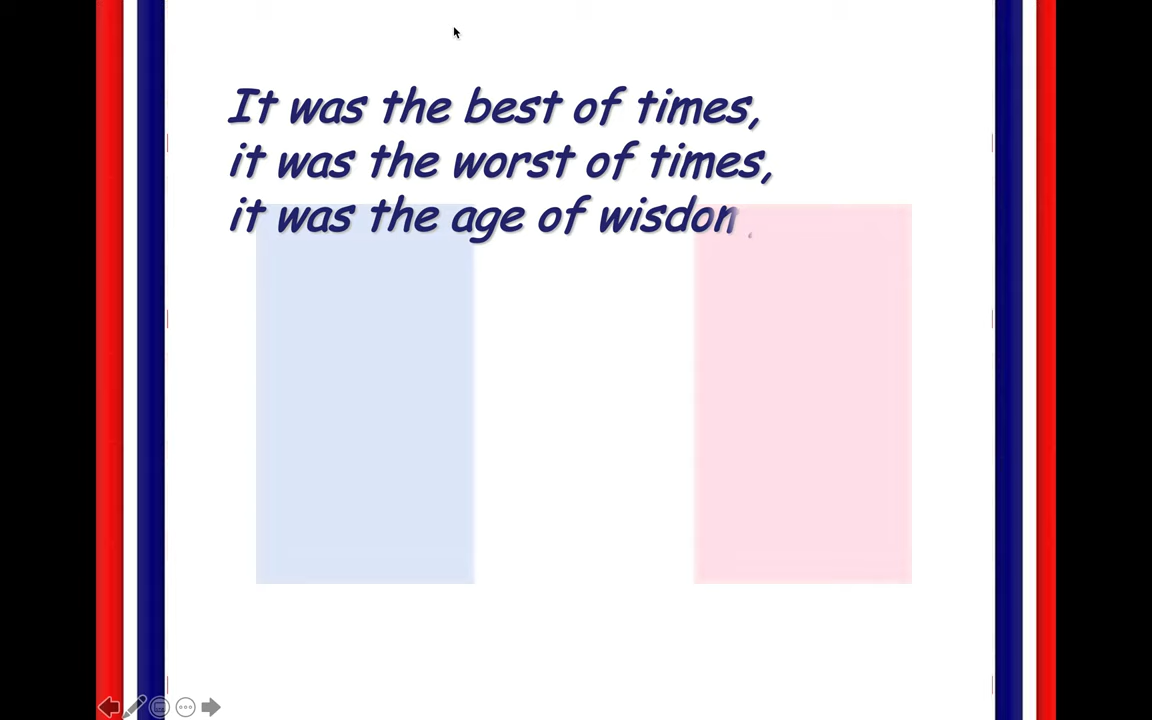 It was the best of times,
it was the worst of times,
it was the age of wisdom,